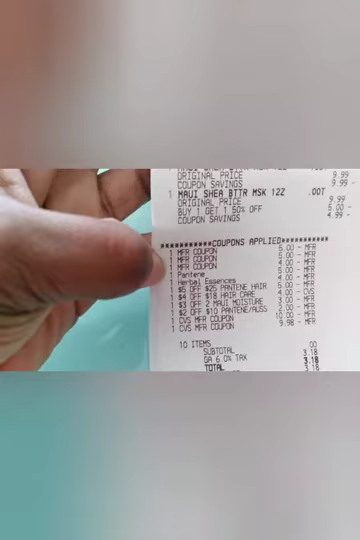 ORIGINAL PRICE 9.99
COUPON SAVINGS 9.99 -
1 MAUI SHEA BTTR MSK 12Z .00T
ORIGINAL PRICE 9.99
BUY 1 GET 1 50% OFF 5.00 -
COUPON SAVINGS 4.99 -
***********COUPONS APPLIED***********
1 MFR COUPON 5.00 - MFR
1 MFR COUPON 5.00 - MFR
1 MFR COUPON 4.00 - MFR
1 Pantene 5.00 - MFR
1 Herbal Essences 4.00 - MFR
1 $5 OFF $25 PANTENE HAIR 5.00 - MFR
1 $4 OFF $18 HAIR CARE 4.00 - CVS
1 $3 OFF 2 MAUI MOISTURE 3.00 - MFR
1 $2 OFF $10 PANTENE/AUSS 2.00 - MFR
1 CVS MFR COUPON 10.00 - MFR
1 CVS MFR COUPON 9.98 - MFR
10 ITEMS
SUBTOTAL .00
GA 6.0% TAX 3.18
TOTAL 3.18